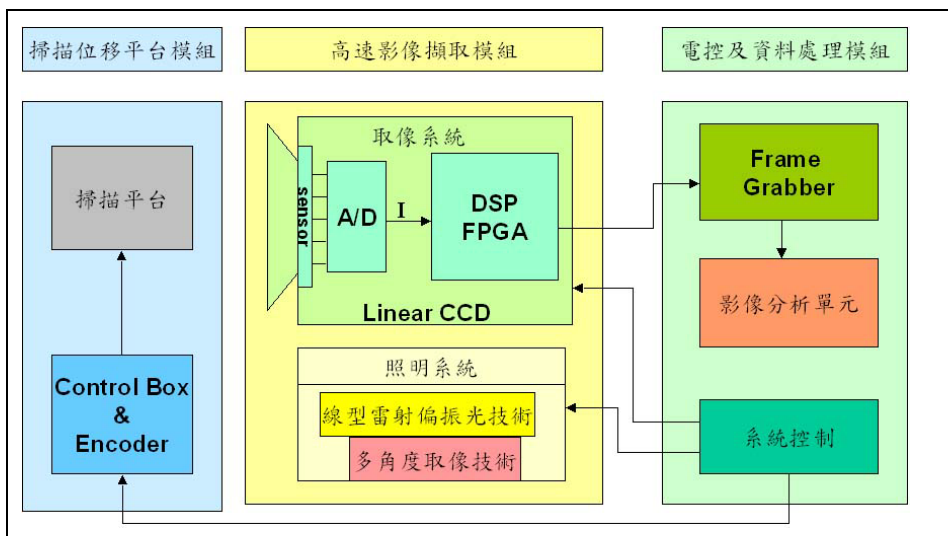 掃描位移平台模組
高速影像擷取模組
電控及資料處理模組
掃描平台
Control Box
&
Encoder
取像系統
sensor
A/D
I
DSP
FPGA
Linear CCD
照明系統
線型雷射偏振光技術
多角度取像技術
Frame
Grabber
影像分析單元
系統控制